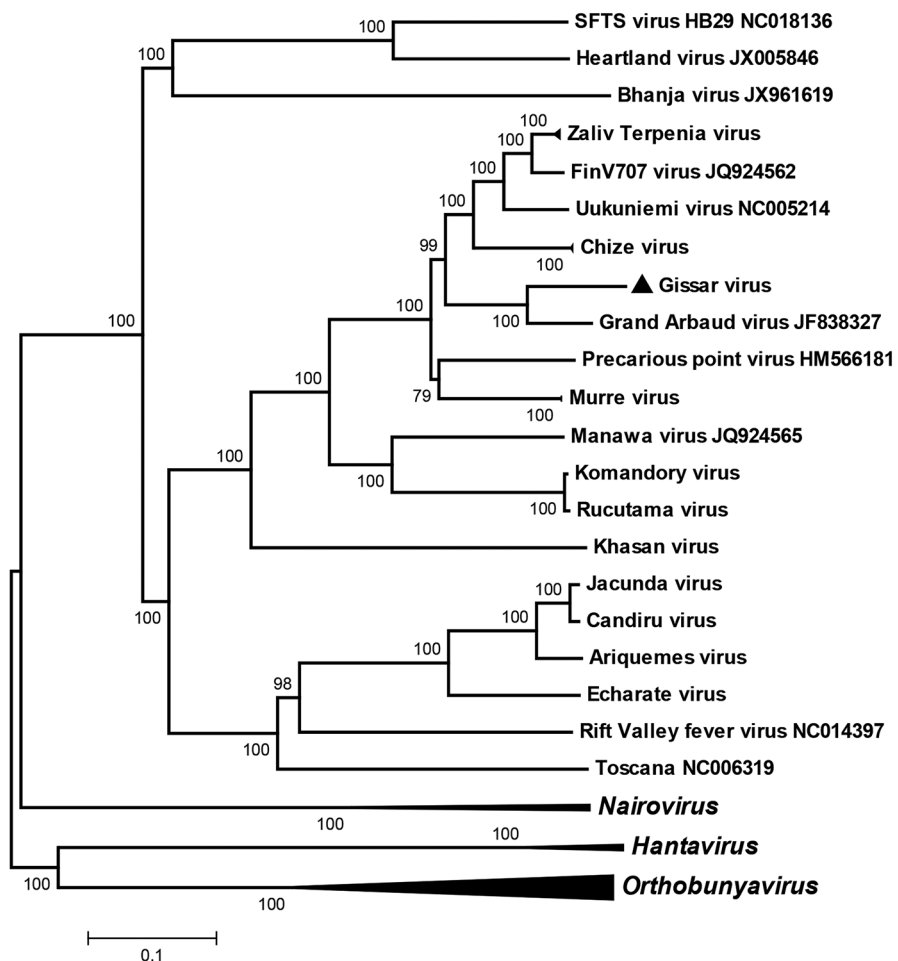 SFTS virus HB29 NC018136
100
Heartland virus JX005846
100
Bhanja virus JX961619
100
Zaliv Terpenia virus
100
FinV707 virus JQ924562
100
Uukuniemi virus NC005214
100
99
Chize virus
100
Gissar virus
100
Grand Arbaud virus JF838327
100
100
Precarious point virus HM566181
100
79
Murre virus
100
Manawa virus JQ924565
100
Komandory virus
100
Rucutama virus
100
Khasan virus
Jacunda virus
100
Candiru virus
100
100
Ariquemes virus
100
98
Echarate virus
Rift Valley fever virus NC014397
100
Toscana NC006319
Nairovirus
100
100
Hantavirus
100
Orthobunyavirus
100
0.1